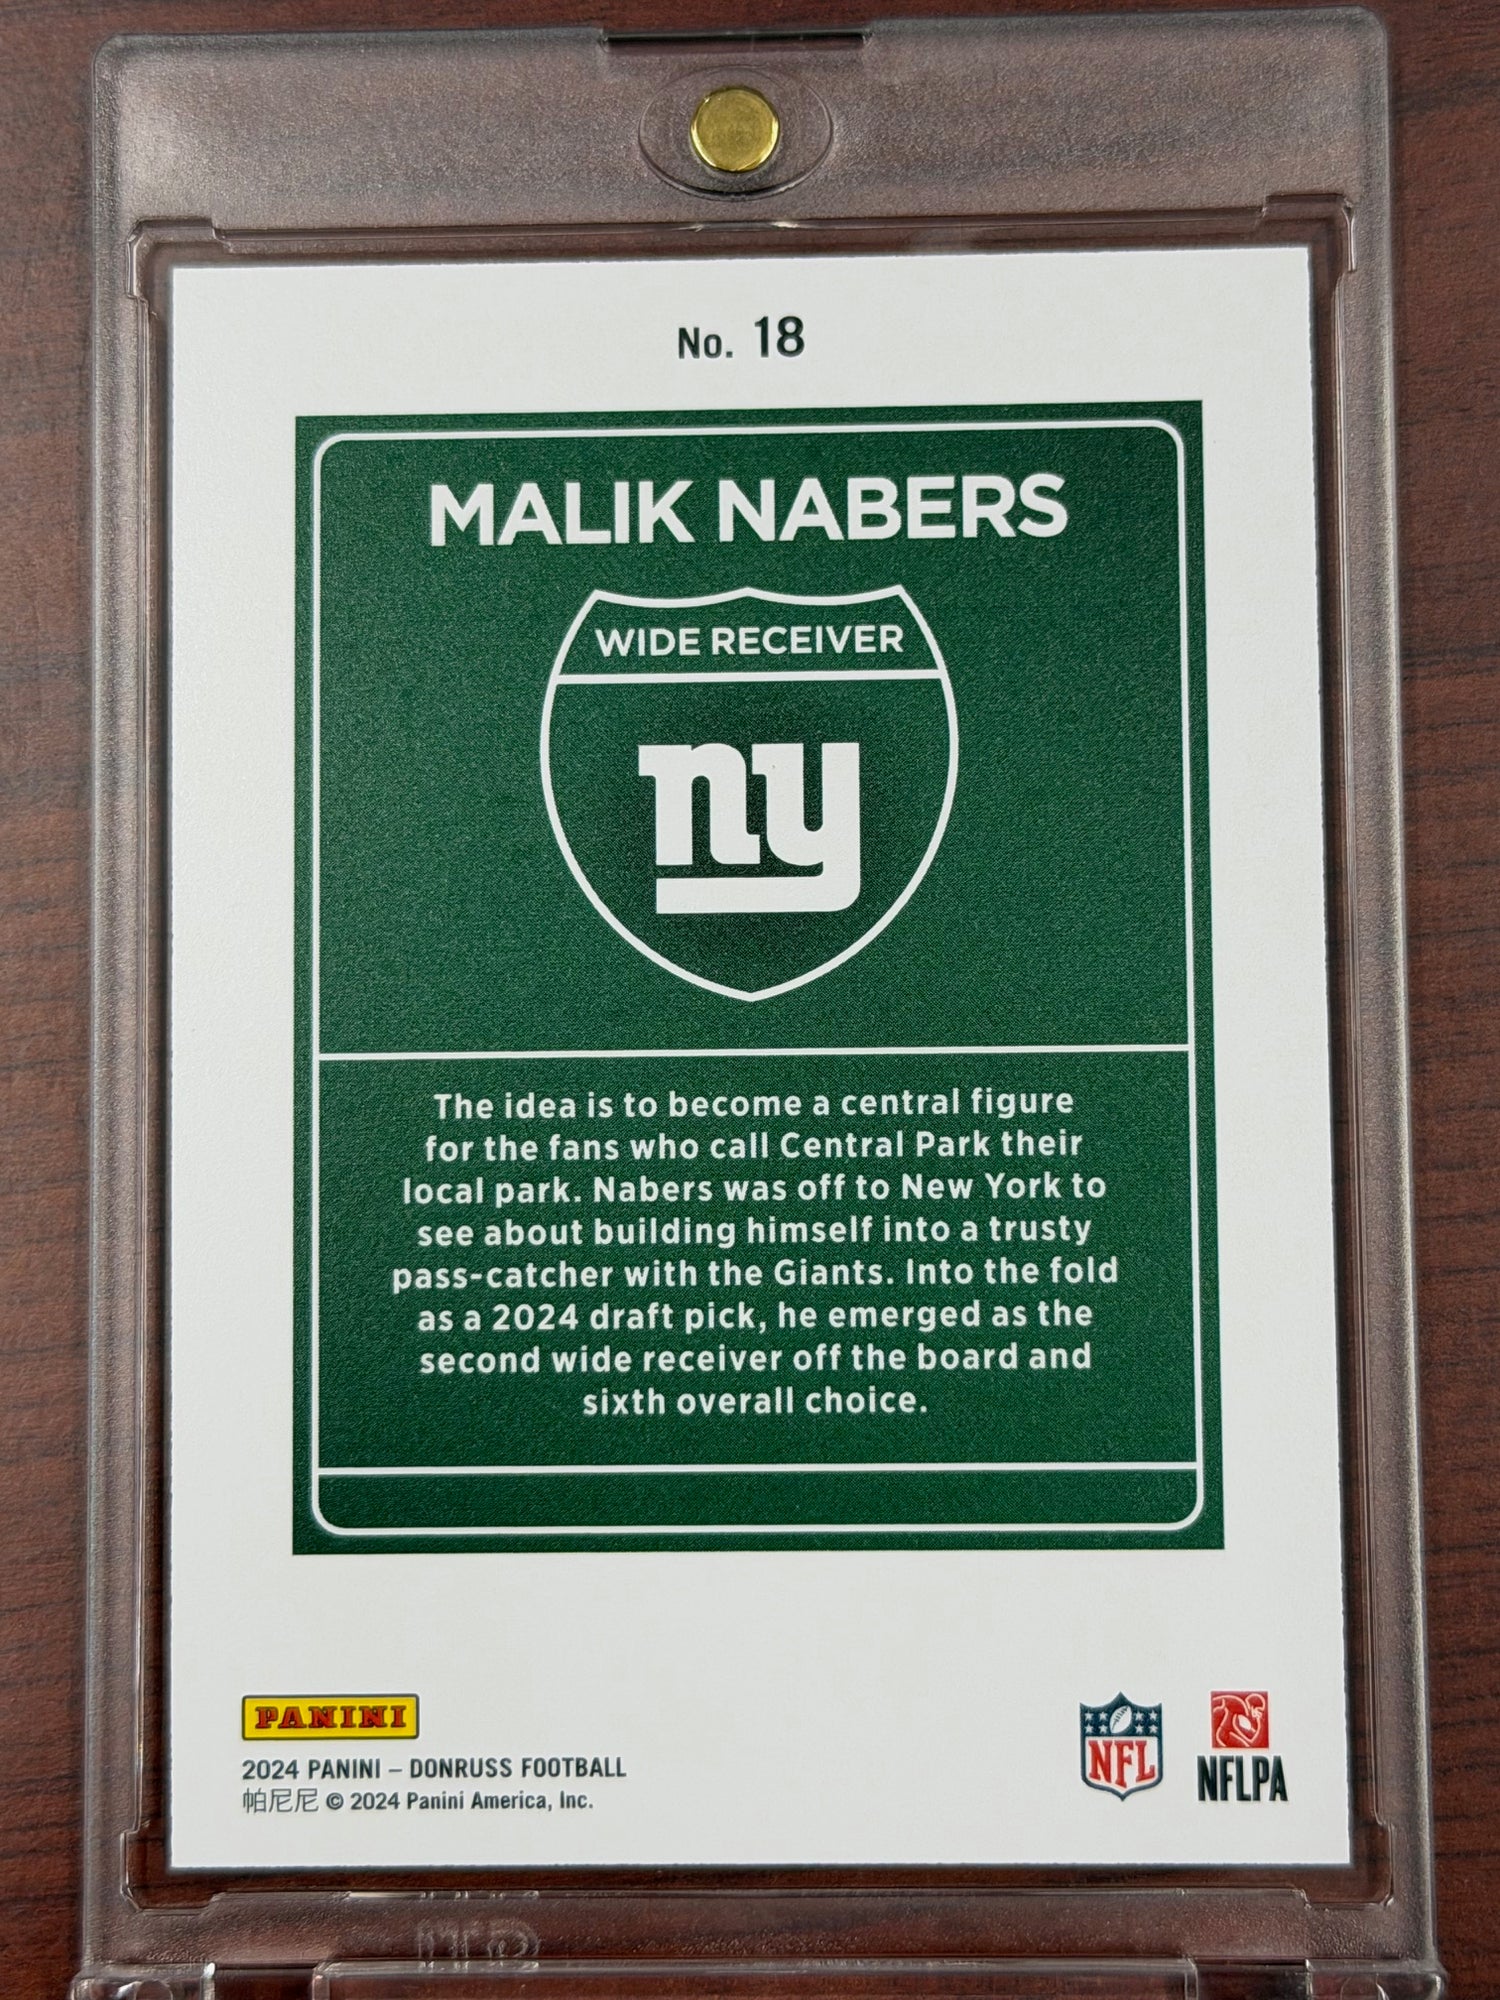 No. 18
MALIK NABERS
WIDE RECEIVER
ny
The idea is to become a central figure
for the fans who call Central Park their
local park. Nabers was off to New York to
see about building himself into a trusty
pass-catcher with the Giants. Into the fold
as a 2024 draft pick, he emerged as the
second wide receiver off the board and
sixth overall choice.
PANINI
2024 PANINI – DONRUSS FOOTBALL
帕尼尼 © 2024 Panini America, Inc.
NFL
NFLPA